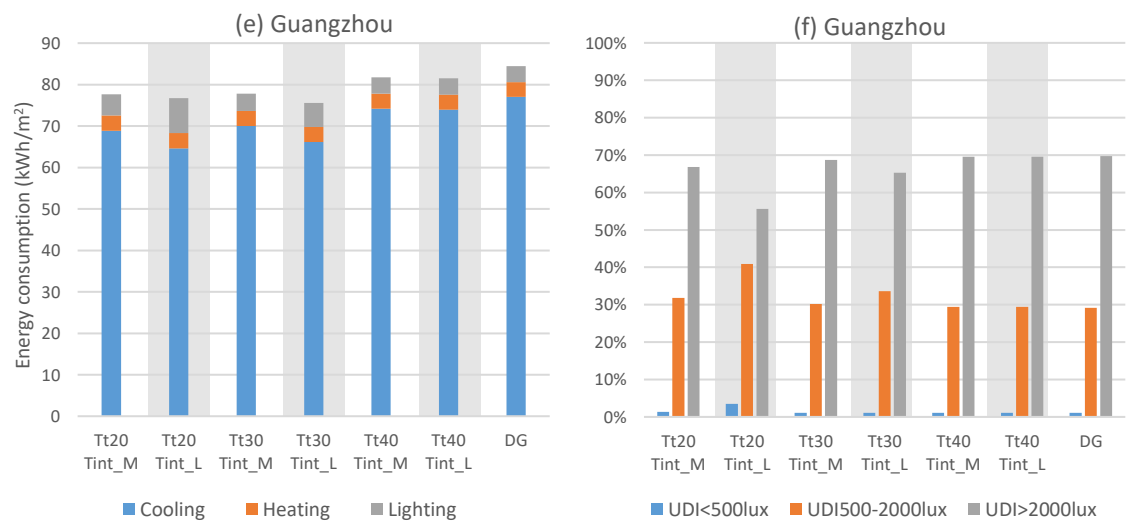 (e) Guangzhou
Energy consumption (kWh/m²)
90
80
70
60
50
40
30
20
10
0
Tt20 Tt20 Tt30 Tt30 Tt40 Tt40 DG
Tint_M Tint_L Tint_M Tint_L Tint_M Tint_L
Cooling Heating Lighting
(f) Guangzhou
100%
90%
80%
70%
60%
50%
40%
30%
20%
10%
0%
Tt20 Tt20 Tt30 Tt30 Tt40 Tt40 DG
Tint_M Tint_L Tint_M Tint_L Tint_M Tint_L
UDI<500lux UDI500-2000lux UDI>2000lux